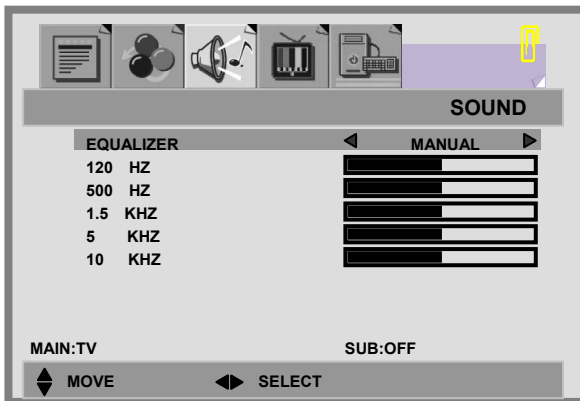 SOUND
EQUALIZER MANUAL
120 HZ
500 HZ
1.5 KHZ
5 KHZ
10 KHZ
MAIN:TV SUB:OFF
MOVE SELECT